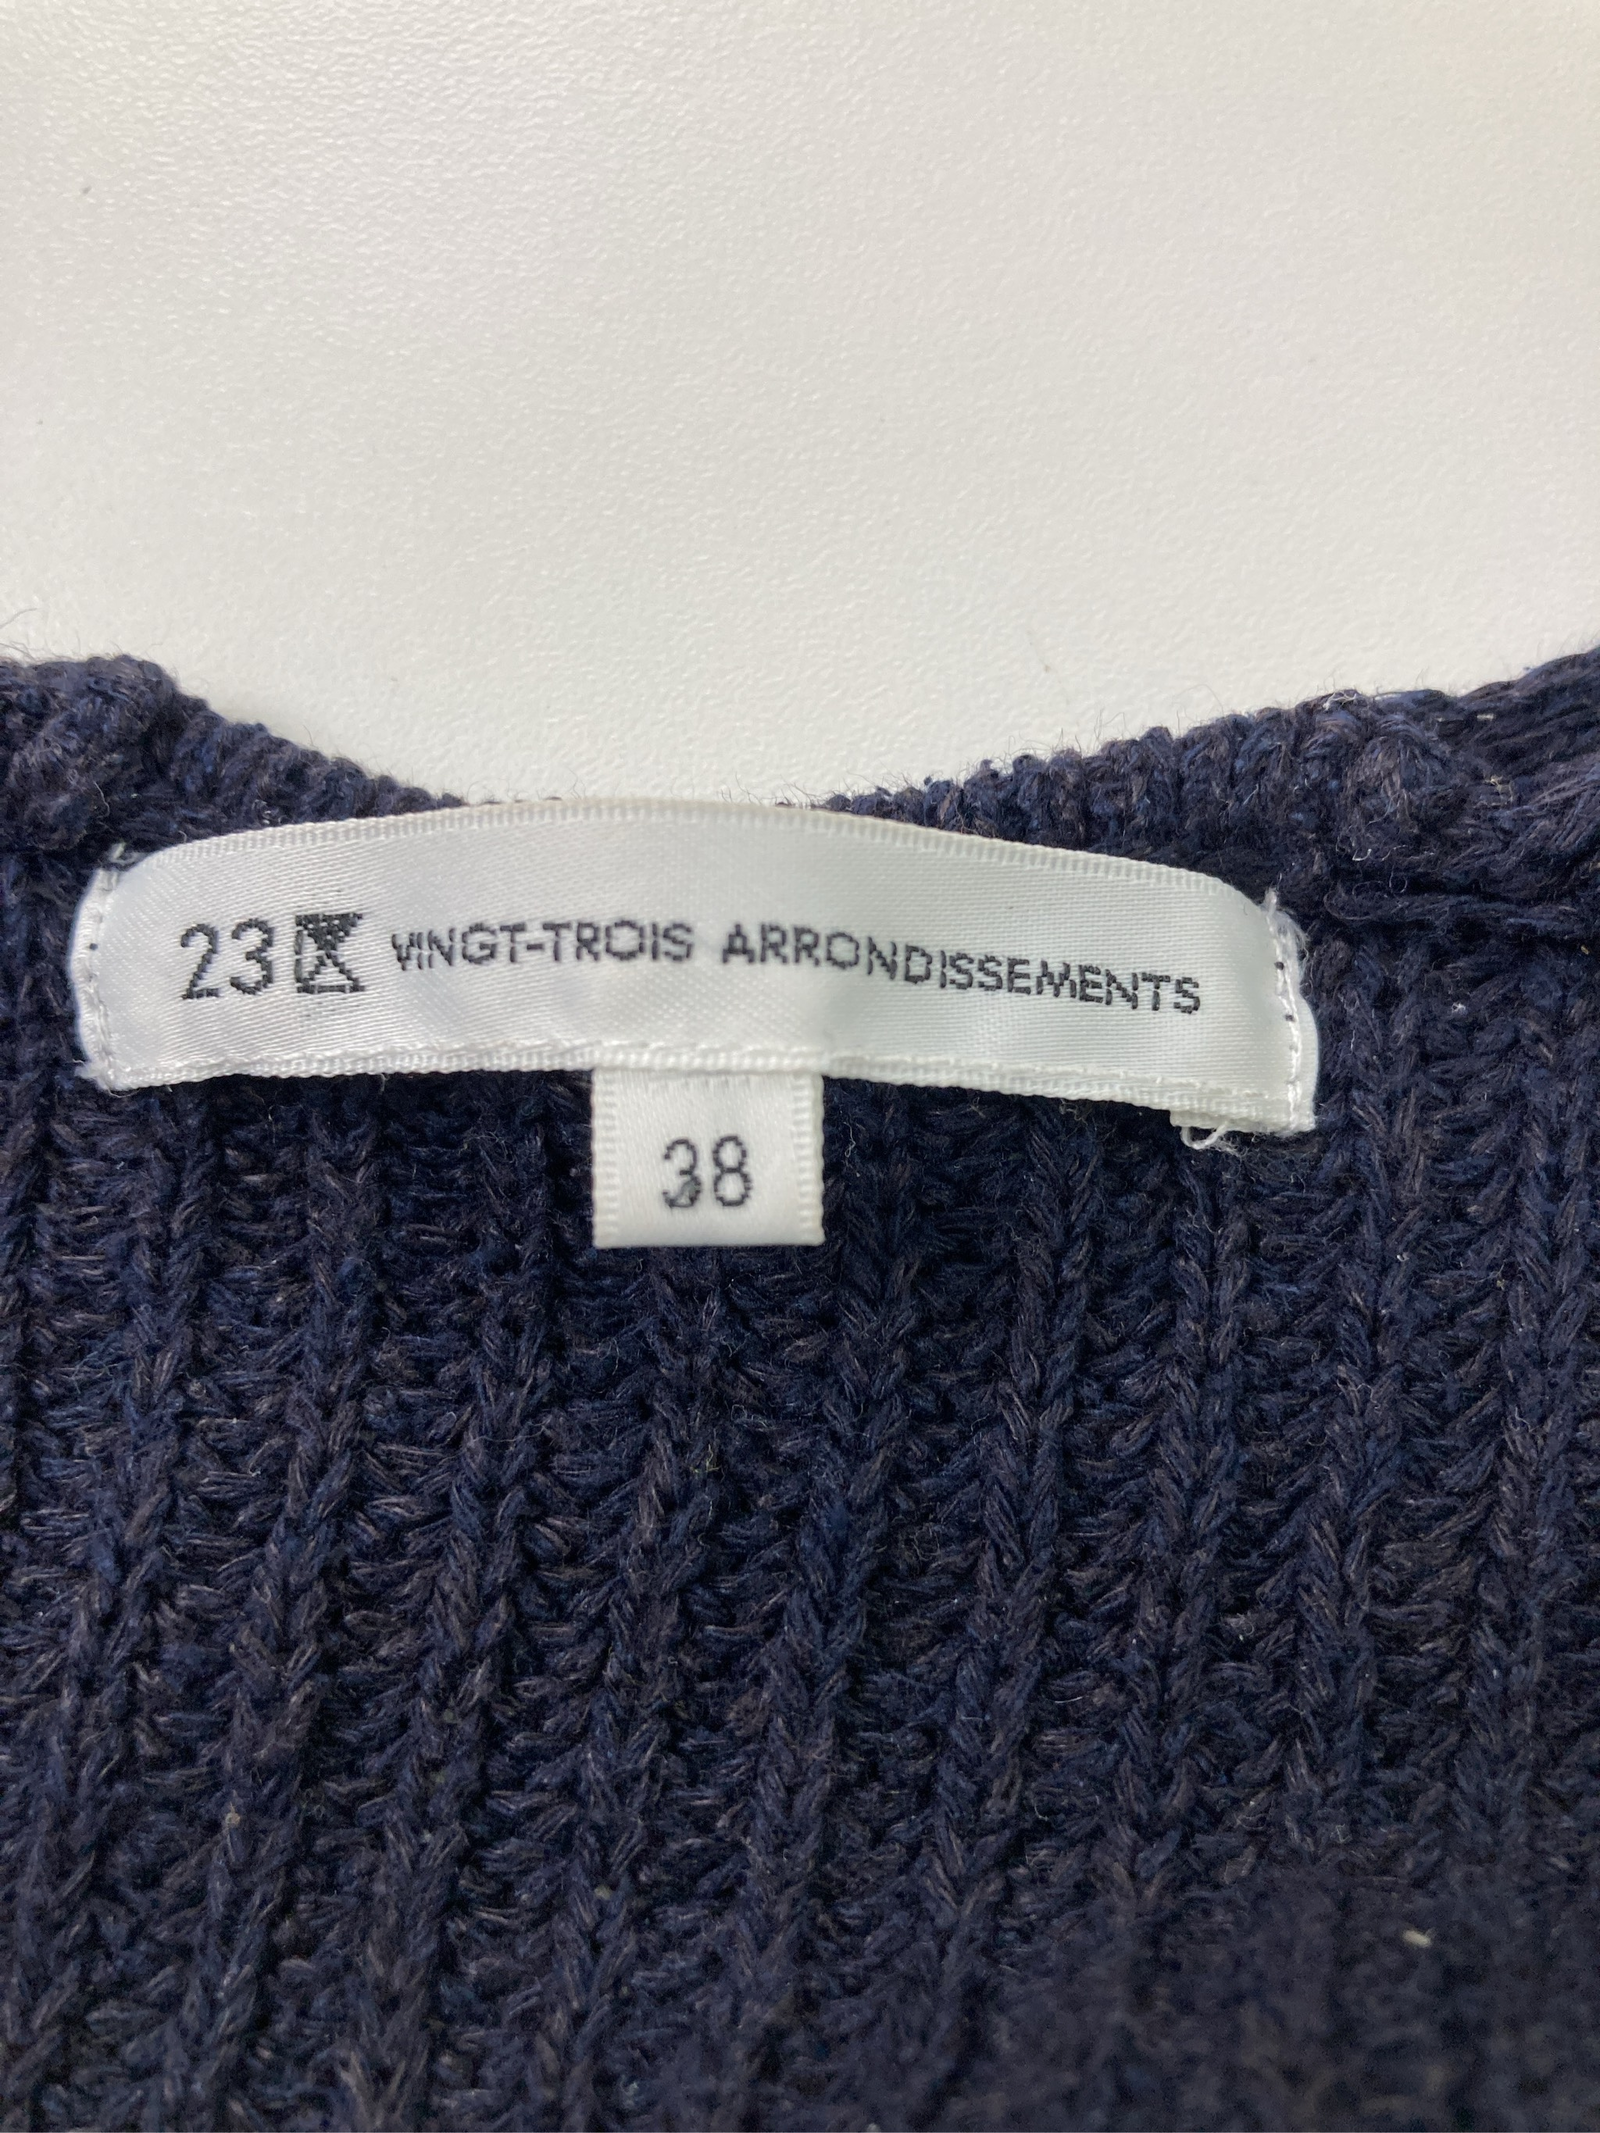 23区 VINGT-TROIS ARRONDISSEMENTS
38